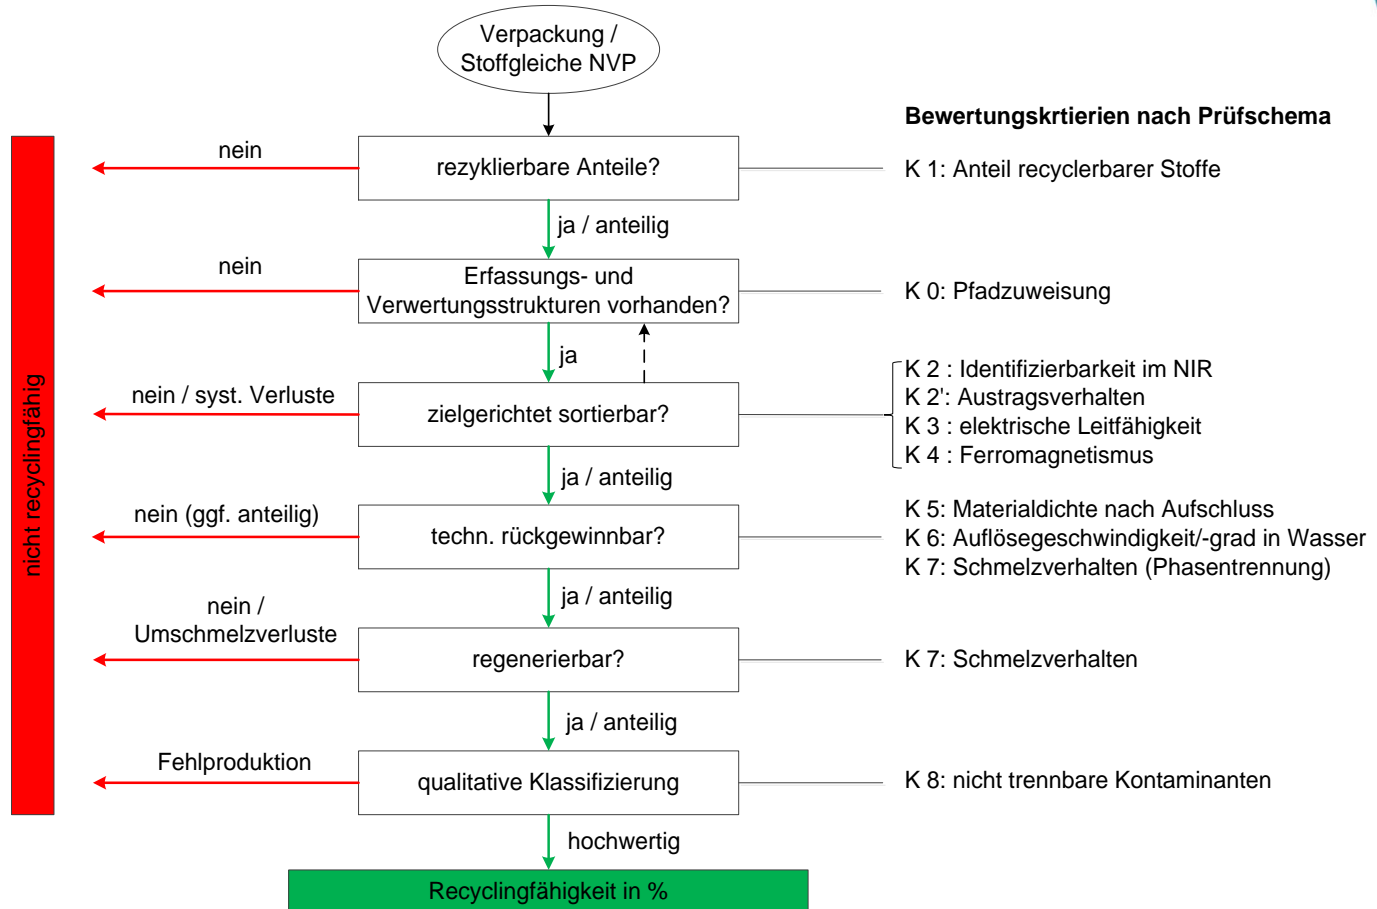 Verpackung /
Stoffgleiche NVP
Bewertungskrtierien nach Prüfschema
nein
rezyklierbare Anteile?
K 1: Anteil recyclerbarer Stoffe
ja / anteilig
nein
Erfassungs- und
Verwertungsstrukturen vorhanden?
K 0: Pfadzuweisung
ja
nein / syst. Verluste
zielgerichtet sortierbar?
K 2 : Identifizierbarkeit im NIR
K 2': Austragsverhalten
K 3 : elektrische Leitfähigkeit
K 4 : Ferromagnetismus
ja / anteilig
nein (ggf. anteilig)
techn. rückgewinnbar?
K 5: Materialdichte nach Aufschluss
K 6: Auflösegeschwindigkeit/-grad in Wasser
K 7: Schmelzverhalten (Phasentrennung)
ja / anteilig
nein /
Umschmelzverluste
regenerierbar?
K 7: Schmelzverhalten
ja / anteilig
Fehlproduktion
qualitative Klassifizierung
K 8: nicht trennbare Kontaminanten
hochwertig
Recyclingfähigkeit in %
nicht recyclingfähig